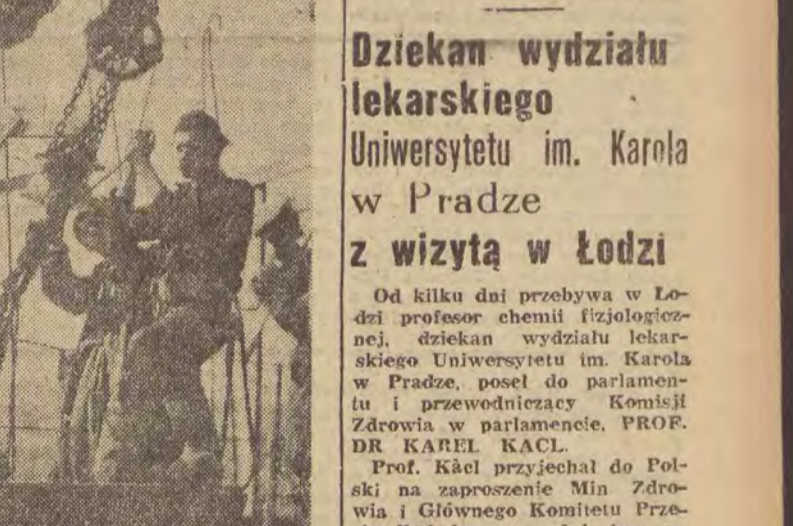 Dziekan wydziału
lekarskiego
Uniwersytetu im. Karola
w Pradze
z wizytą w Łodzi
Od kilku dni przebywa w Ło-
dzi profesor chemii fizjologicz-
nej, dziekan wydziału lekar-
skiego Uniwersytetu im. Karola
w Pradze, poseł do parlamen-
tu i przewodniczący Komisji
Zdrowia w parlamencie, PROF.
DR KAREL KACL.
Prof. Kàcl przyjechał do Pol-
ski na zaproszenie Min Zdro-
wia i Głównego Komitetu Prze-